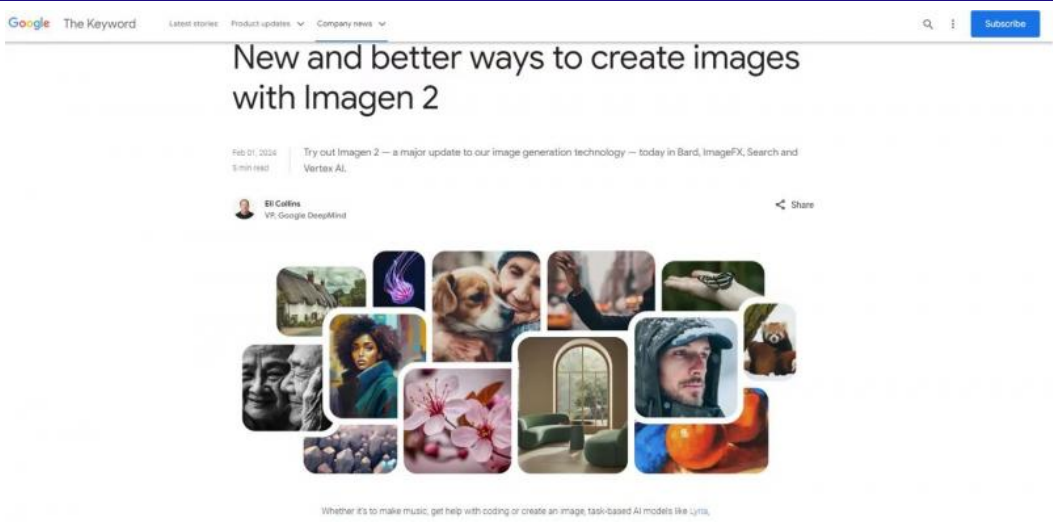 Google The Keyword Latest stories Product updates Company news Subscribe
New and better ways to create images
with Imagen 2
Feb 01, 2024
5 min read
Try out Imagen 2 — a major update to our image generation technology — today in Bard, ImageFX, Search and
Vertex AI.
Eli Collins
VP, Google DeepMind
Share
Whether it's to make music, get help with coding or create an image, task-based AI models like Lyria,